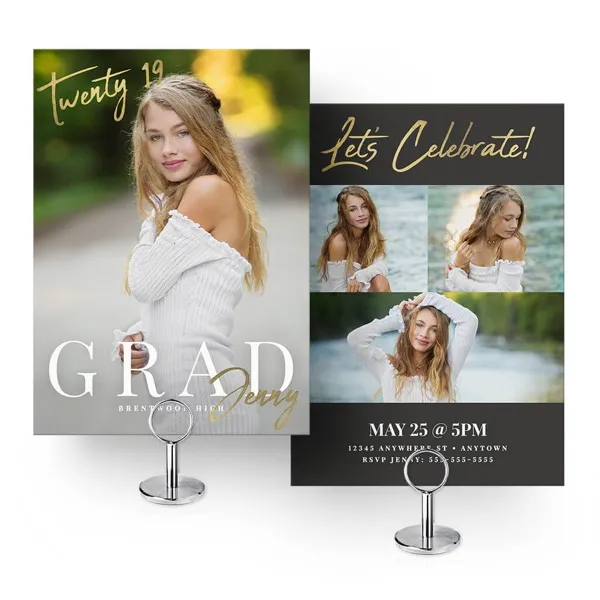 Twenty 19
GRAD
Jenny
BRENTWOOD HIGH
Let's Celebrate!
MAY 25 @ 5PM
12345 ANYWHERE ST • ANYTOWN
RSVP JENNY: 555-555-5555